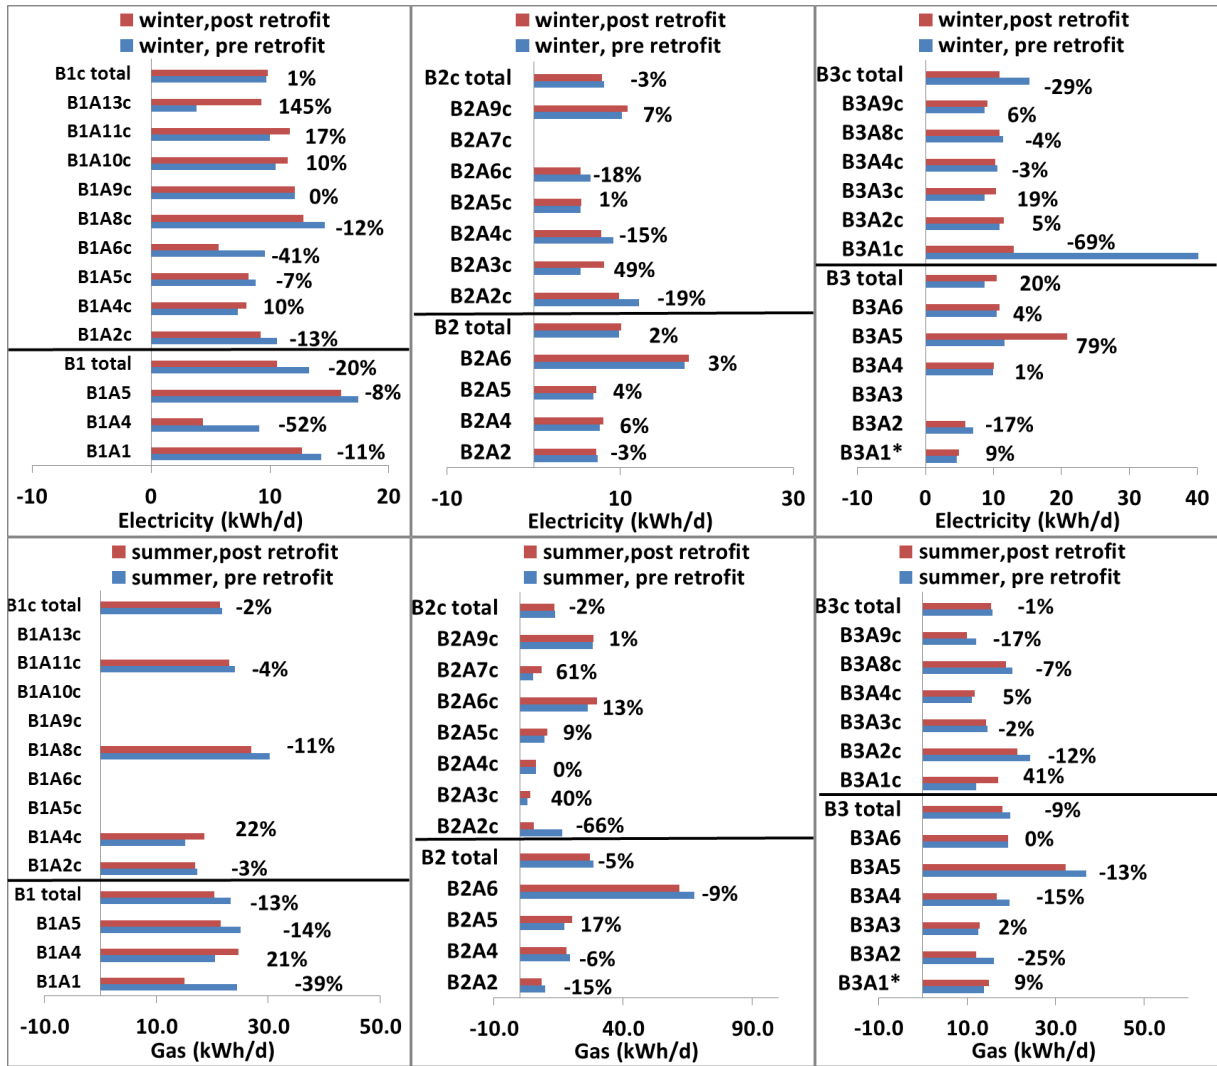 winter,post retrofit
winter, pre retrofit
B1c total 1%
B1A13c 145%
B1A11c 17%
B1A10c 10%
B1A9c 0%
B1A8c -12%
B1A6c -41%
B1A5c -7%
B1A4c 10%
B1A2c -13%
B1 total -20%
B1A5 -8%
B1A4 -52%
B1A1 -11%
-10 0 10 20
Electricity (kWh/d)
winter,post retrofit
winter, pre retrofit
B2c total -3%
B2A9c 7%
B2A7c
B2A6c -18%
B2A5c 1%
B2A4c -15%
B2A3c 49%
B2A2c -19%
B2 total 2%
B2A6 3%
B2A5 4%
B2A4 6%
B2A2 -3%
-10 10 30
Electricity (kWh/d)
winter,post retrofit
winter, pre retrofit
B3c total -29%
B3A9c 6%
B3A8c -4%
B3A4c -3%
B3A3c 19%
B3A2c 5%
B3A1c -69%
B3 total 20%
B3A6 4%
B3A5 79%
B3A4 1%
B3A3
B3A2 -17%
B3A1* 9%
-10 0 10 20 30 40
Electricity (kWh/d)
summer,post retrofit
summer, pre retrofit
B1c total -2%
B1A13c
B1A11c -4%
B1A10c
B1A9c
B1A8c -11%
B1A6c
B1A5c
B1A4c 22%
B1A2c -3%
B1 total -13%
B1A5 -14%
B1A4 21%
B1A1 -39%
-10.0 10.0 30.0 50.0
Gas (kWh/d)
summer,post retrofit
summer, pre retrofit
B2c total -2%
B2A9c 1%
B2A7c 61%
B2A6c 13%
B2A5c 9%
B2A4c 0%
B2A3c 40%
B2A2c -66%
B2 total -5%
B2A6 -9%
B2A5 17%
B2A4 -6%
B2A2 -15%
-10.0 40.0 90.0
Gas (kWh/d)
summer,post retrofit
summer, pre retrofit
B3c total -1%
B3A9c -17%
B3A8c -7%
B3A4c 5%
B3A3c -2%
B3A2c -12%
B3A1c 41%
B3 total -9%
B3A6 0%
B3A5 -13%
B3A4 -15%
B3A3 2%
B3A2 -25%
B3A1* 9%
-10.0 10.0 30.0 50.0
Gas (kWh/d)